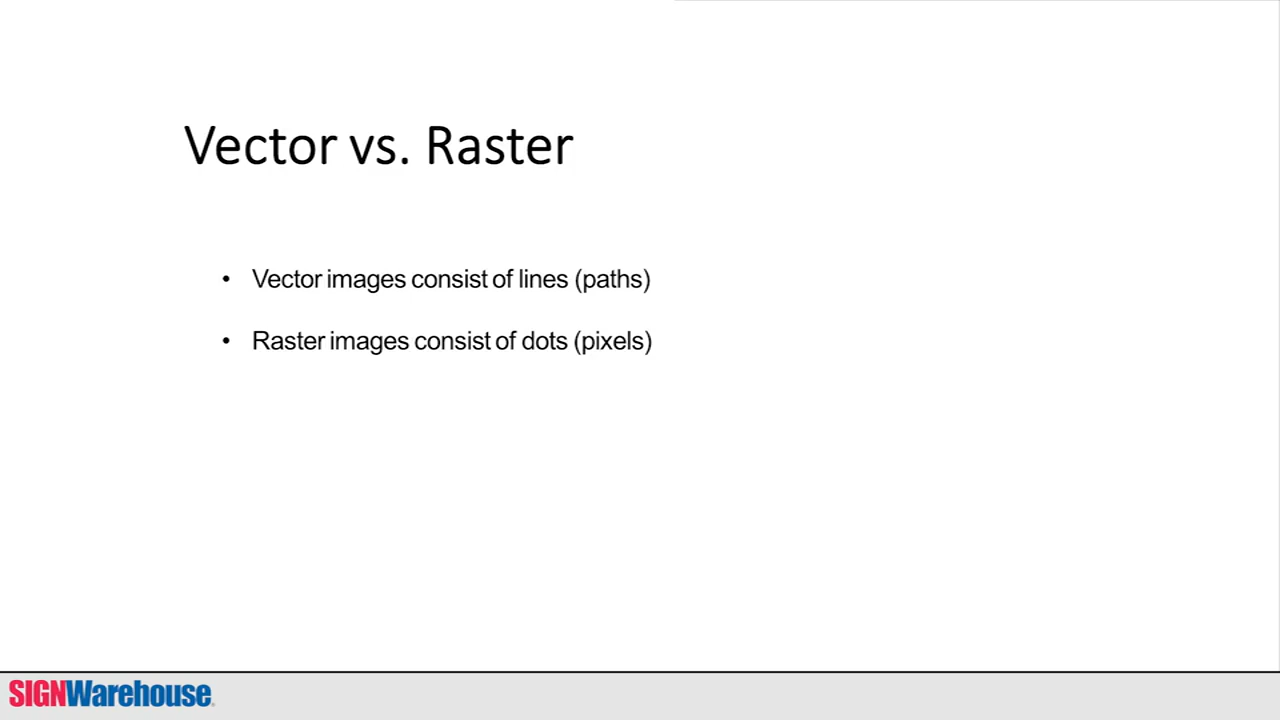 Vector vs. Raster
• Vector images consist of lines (paths)
• Raster images consist of dots (pixels)
SIGNWarehouse